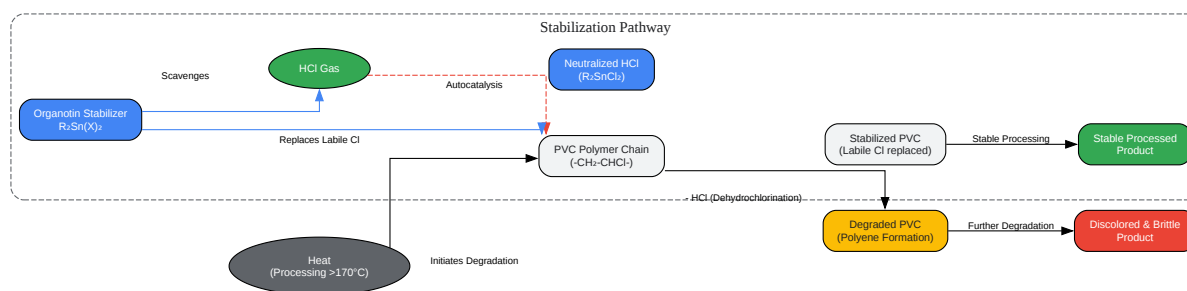 Stabilization Pathway
HCl Gas
Neutralized HCl
(R₂SnCl₂)
Scavenges
Autocatalysis
Organotin Stabilizer
R₂Sn(X)₂
Replaces Labile Cl
PVC Polymer Chain
(-CH₂-CHCl-)
Stabilized PVC
(Labile Cl replaced)
Stable Processing
Stable Processed
Product
- HCl (Dehydrochlorination)
Degraded PVC
(Polyene Formation)
Further Degradation
Discolored & Brittle
Product
Heat
(Processing >170°C)
Initiates Degradation